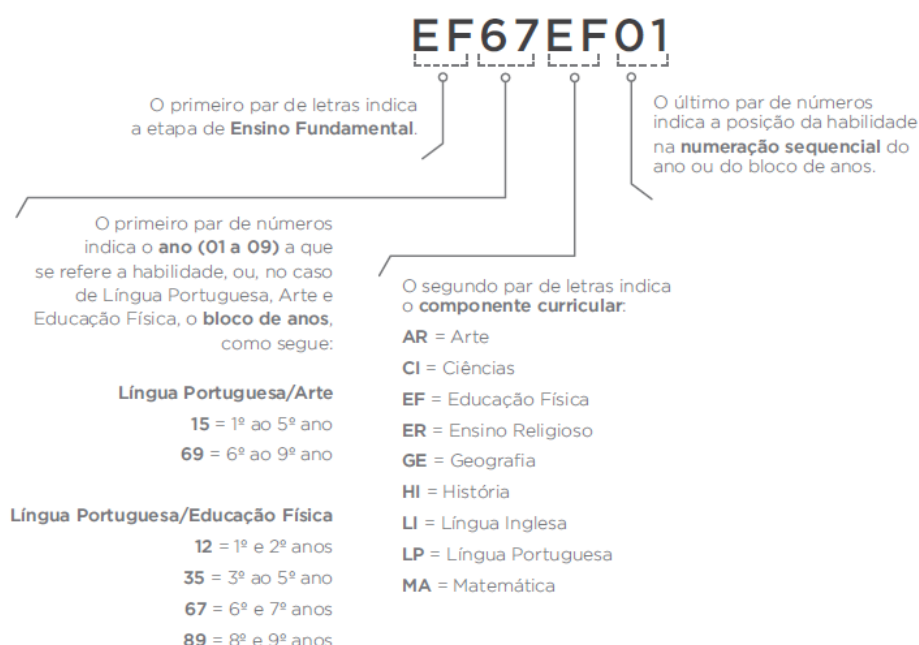 EF67EF01
O primeiro par de letras indica
a etapa de Ensino Fundamental.
O último par de números
indica a posição da habilidade
na numeração sequencial do
ano ou do bloco de anos.
O primeiro par de números
indica o ano (01 a 09) a que
se refere a habilidade, ou, no caso
de Língua Portuguesa, Arte e
Educação Física, o bloco de anos,
como segue:
Língua Portuguesa/Arte
15 = 1º ao 5º ano
69 = 6º ao 9º ano
Língua Portuguesa/Educação Física
12 = 1º e 2º anos
35 = 3º ao 5º ano
67 = 6º e 7º anos
89 = 8º e 9º anos
O segundo par de letras indica
o componente curricular:
AR = Arte
CI = Ciências
EF = Educação Física
ER = Ensino Religioso
GE = Geografia
HI = História
LI = Língua Inglesa
LP = Língua Portuguesa
MA = Matemática